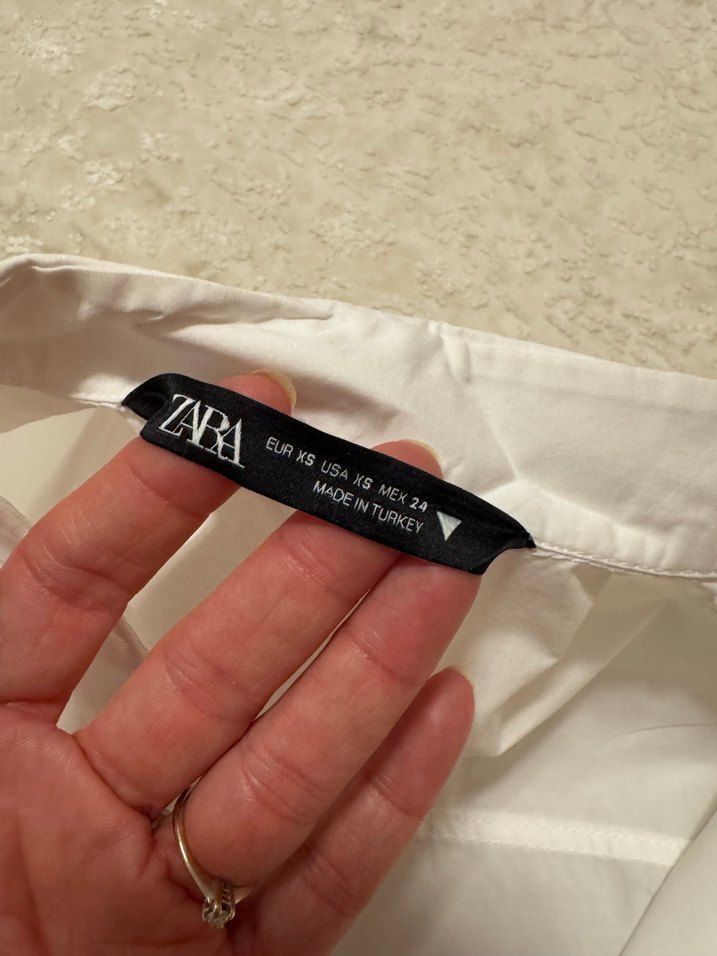 ZARA
EUR XS USA XS MEX 24
MADE IN TURKEY